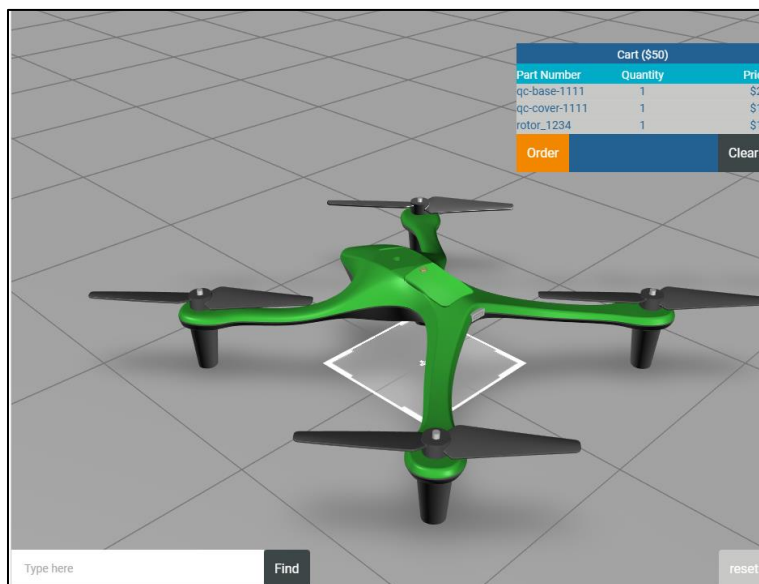 Cart ($50)
Part Number Quantity
qc-base-1111 1
qc-cover-1111 1
rotor_1234 1
Order Clear
Type here Find reset